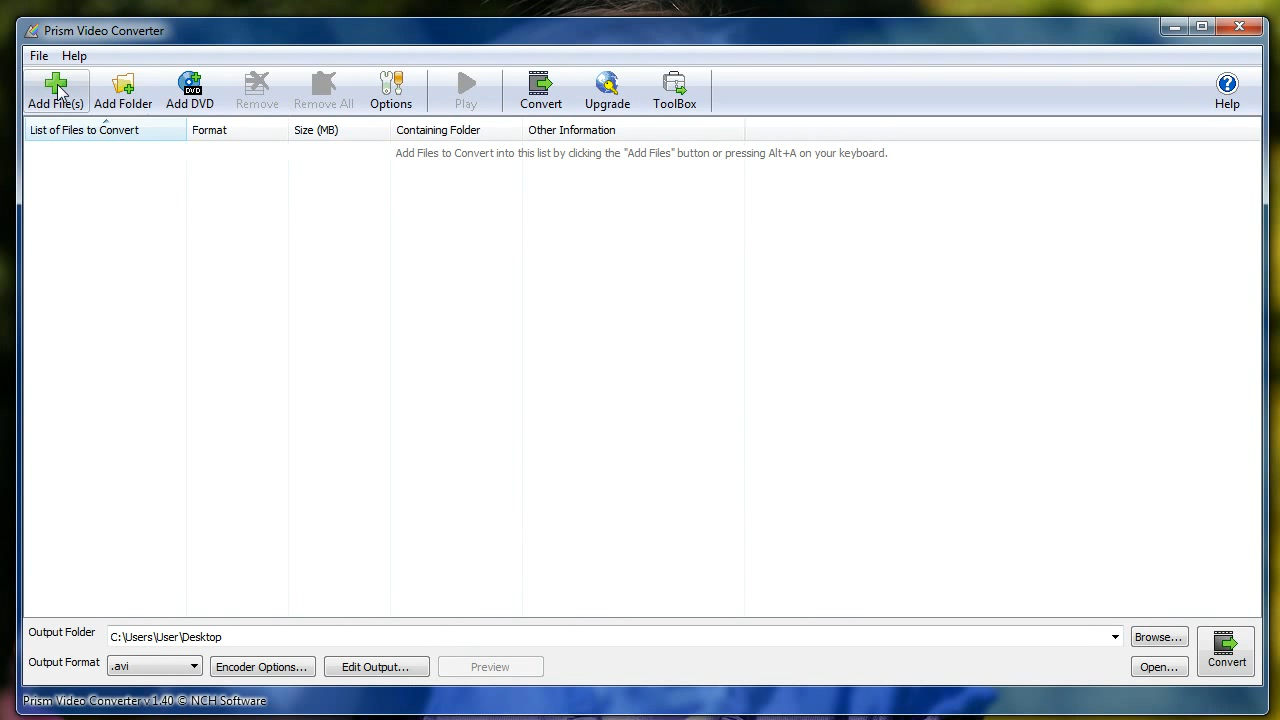 Prism Video Converter
File Help
Add File(s) Add Folder Add DVD Remove Remove All Options Play Convert Upgrade ToolBox Help
DVD
List of Files to Convert Format Size (MB) Containing Folder Other Information
Add Files to Convert into this list by clicking the "Add Files" button or pressing Alt+A on your keyboard.
Output Folder C:\Users\User\Desktop Browse...
Output Format .avi Encoder Options... Edit Output... Preview Open... Convert
Prism Video Converter v 1.40 © NCH Software